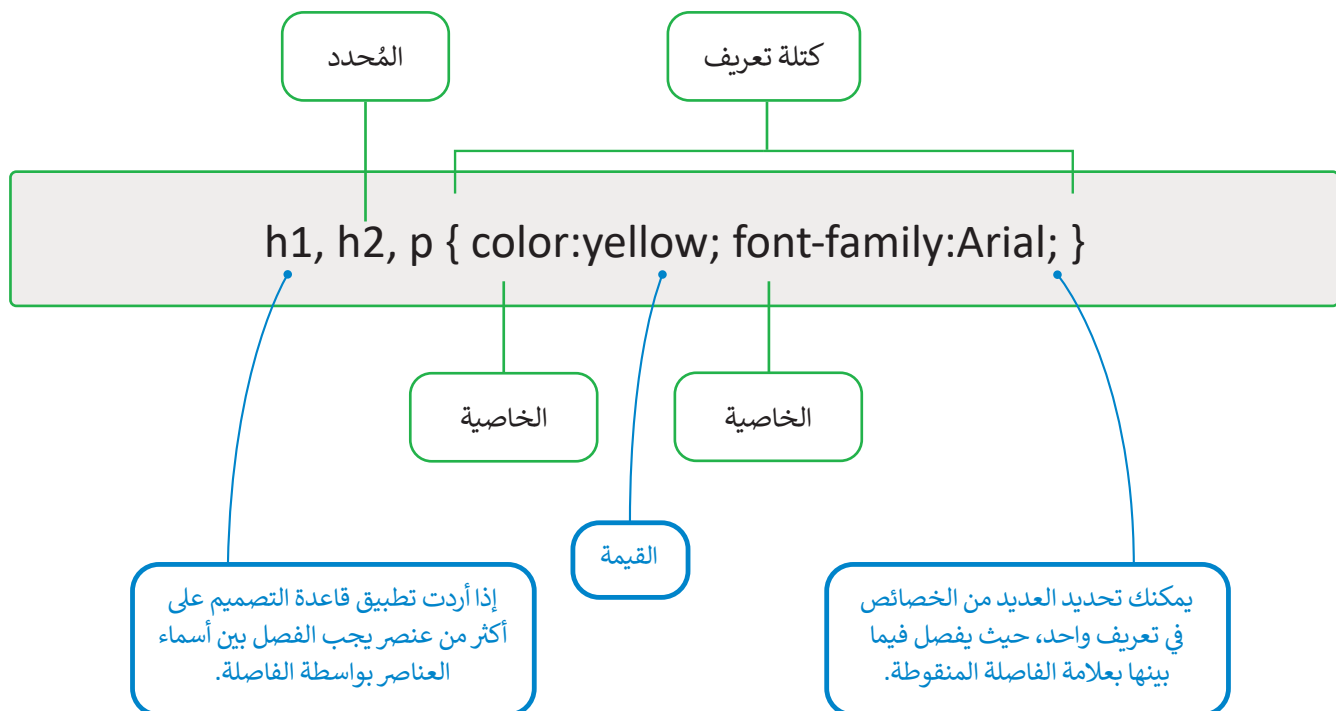 كتلة تعريف
المُحدد
h1, h2, p { color:yellow; font-family:Arial; }
الخاصية
الخاصية
القيمة
يمكنك تحديد العديد من الخصائص
في تعريف واحد، حيث يفصل فيما
بينها بعلامة الفاصلة المنقوطة.
إذا أردت تطبيق قاعدة التصميم على
أكثر من عنصر يجب الفصل بين أسماء
العناصر بواسطة الفاصلة.